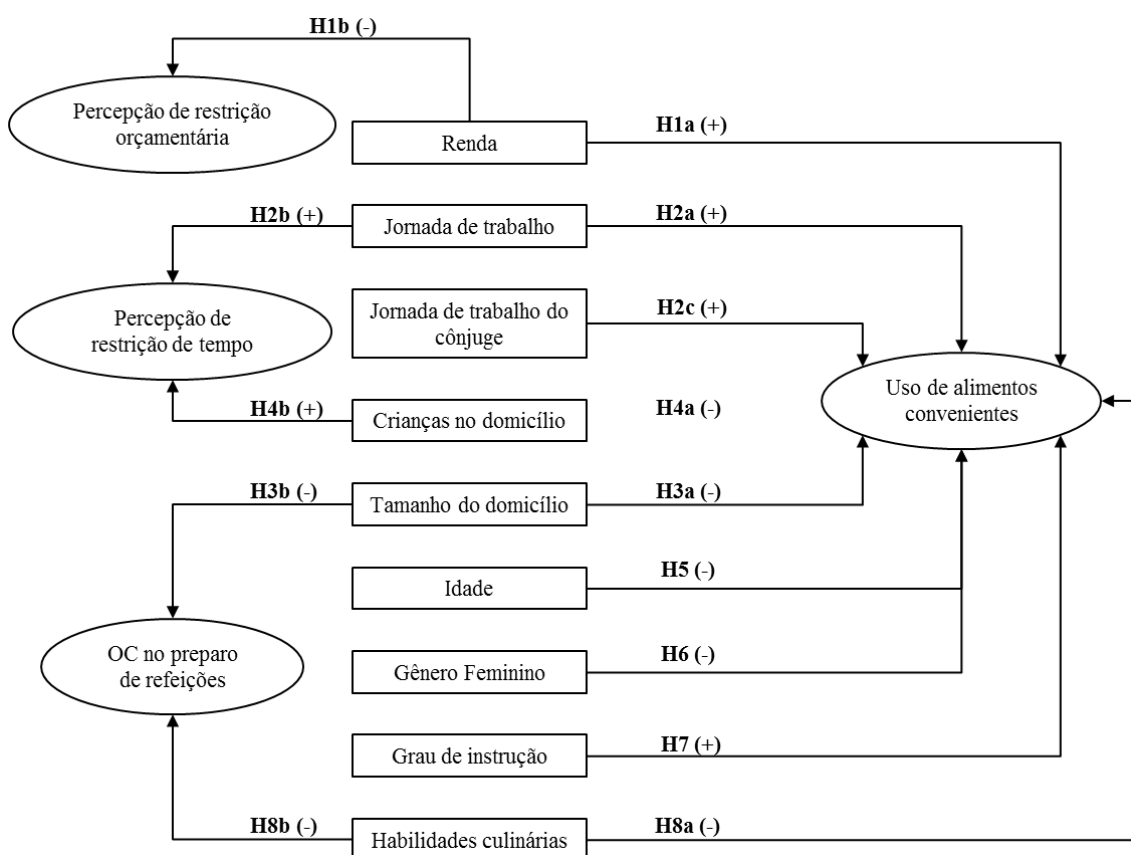 H1b (-)
Percepção de restrição
orçamentária
Renda
H1a (+)
H2b (+)
Jornada de trabalho
H2a (+)
Percepção de
restrição de tempo
Jornada de trabalho do
cônjuge
H2c (+)
Uso de alimentos
convenientes
H4b (+)
Crianças no domicílio
H4a (-)
H3b (-)
Tamanho do domicílio
H3a (-)
Idade
H5 (-)
OC no preparo
de refeições
Gênero Feminino
H6 (-)
Grau de instrução
H7 (+)
H8b (-)
Habilidades culinárias
H8a (-)